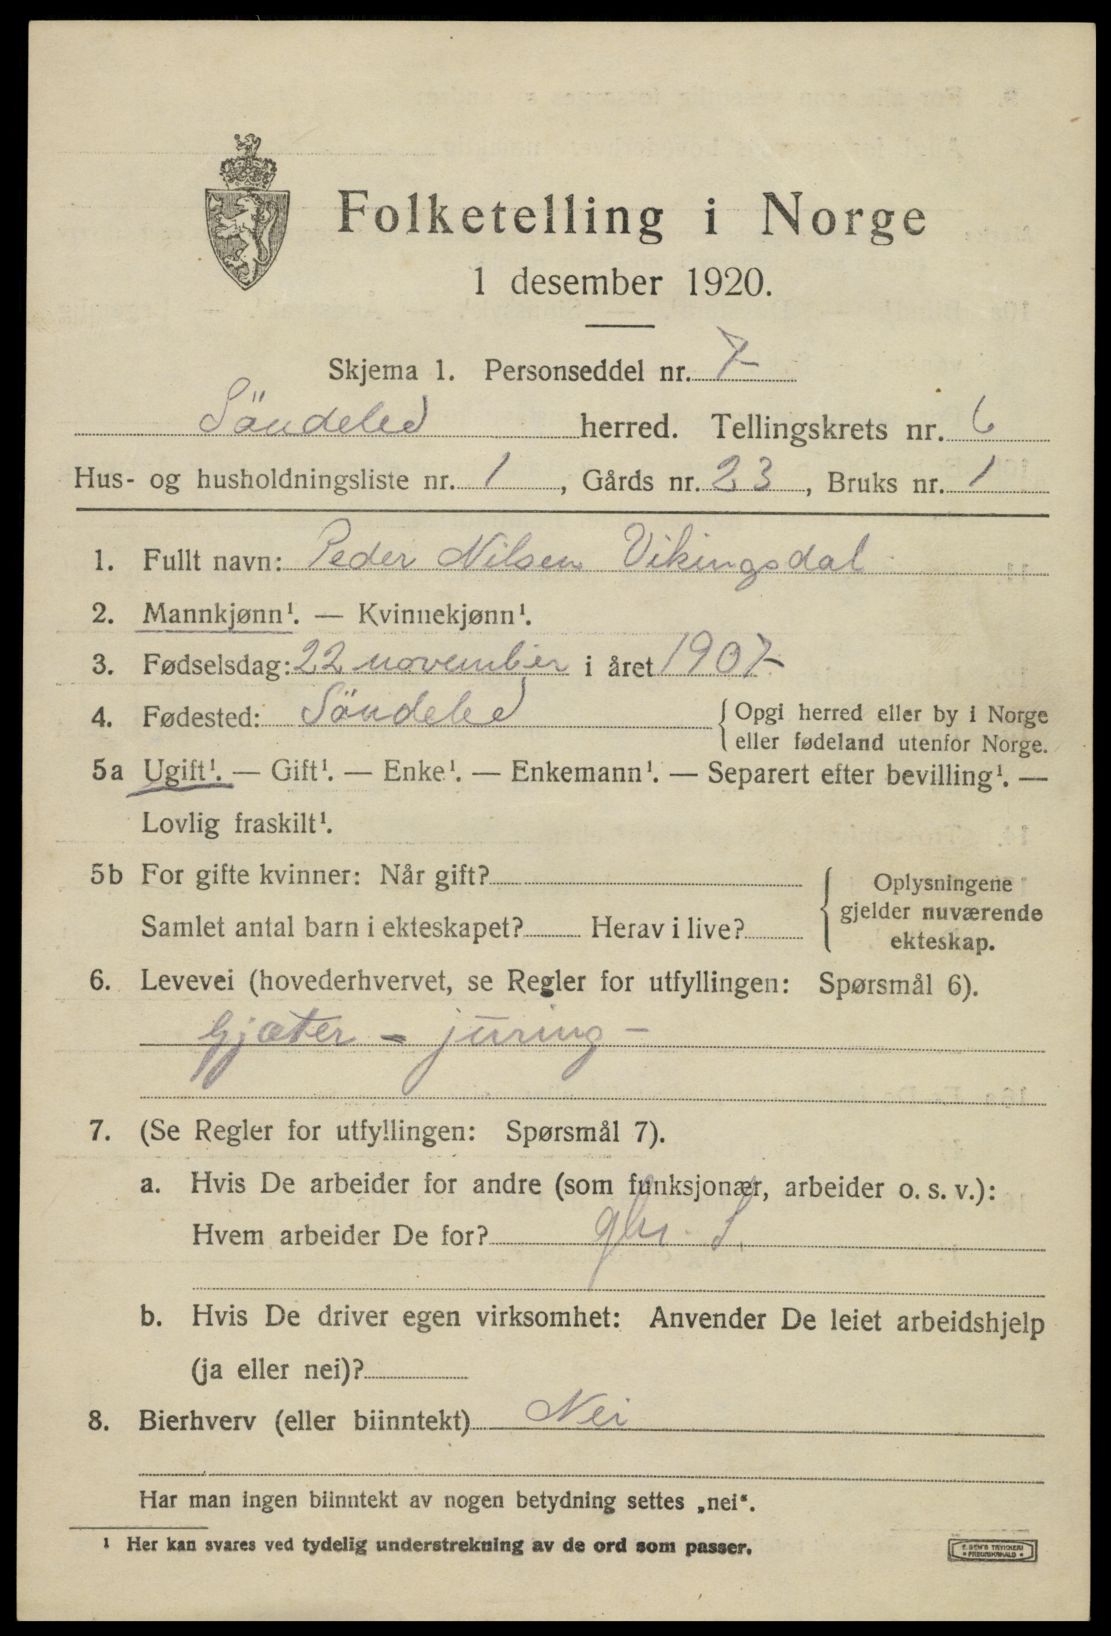 Folketelling i Norge
1 desember 1920.
Skjema 1. Personseddel nr. 7
Söndeled herred. Tellingskrets nr. 6
Hus- og husholdningsliste nr. 1, Gårds nr. 23, Bruks nr. 1
1. Fullt navn: Peder Nilsen Vikingsdal
2. Mannkjønn¹. — Kvinnekjønn¹.
3. Fødselsdag: 22 november i året 1907
4. Fødested: Söndeled { Opgi herred eller by i Norge
eller fødeland utenfor Norge.
5a Ugift¹. — Gift¹. — Enke¹. — Enkemann¹. — Separert efter bevilling¹. —
Lovlig fraskilt¹.
5b For gifte kvinner: Når gift?
Samlet antal barn i ekteskapet? Herav i live?
{ Oplysningene
gjelder nuværende
ekteskap.
6. Levevei (hovederhvervet, se Regler for utfyllingen: Spørsmål 6).
Gjæter - juring -
7. (Se Regler for utfyllingen: Spørsmål 7).
a. Hvis De arbeider for andre (som funksjonær, arbeider o. s. v.):
Hvem arbeider De for?
b. Hvis De driver egen virksomhet: Anvender De leiet arbeidshjelp
(ja eller nei)?
8. Bierhverv (eller biinntekt) Nei
Har man ingen biinntekt av nogen betydning settes „nei“.
¹ Her kan svares ved tydelig understrekning av de ord som passer.